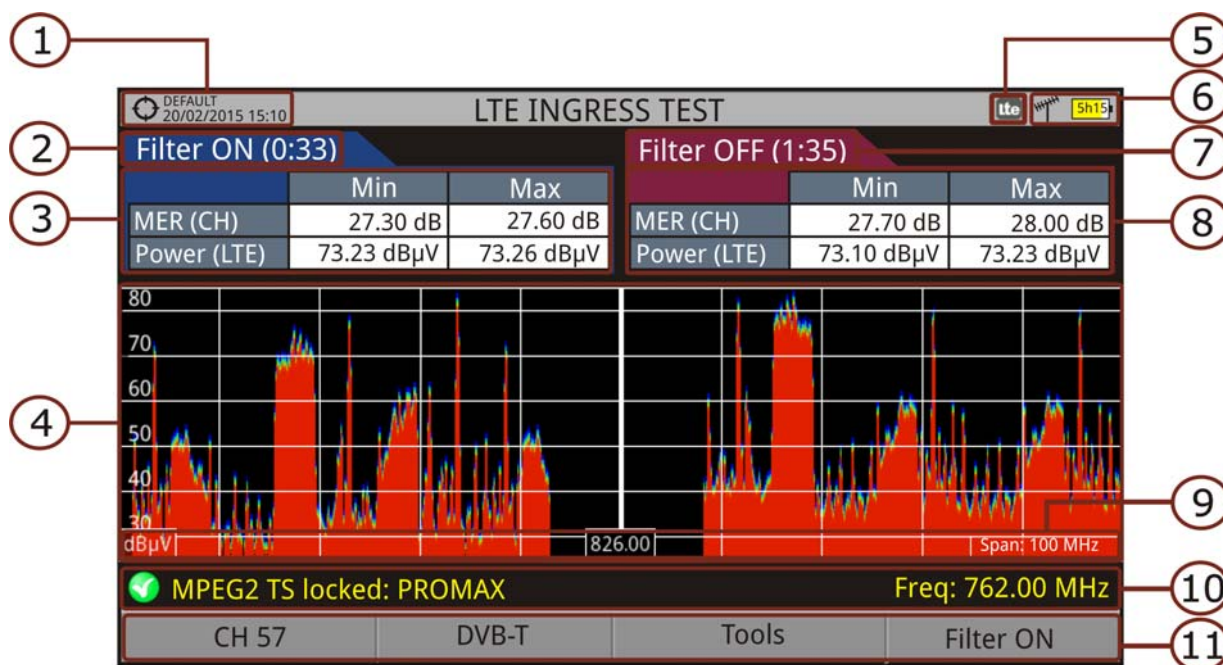 1
5
DEFAULT
20/02/2015 15:10
LTE INGRESS TEST
lte
5h15
6
2
Filter ON (0:33)
Filter OFF (1:35)
7
3
Min Max
MER (CH) 27.30 dB 27.60 dB
Power (LTE) 73.23 dBµV 73.26 dBµV
Min Max
MER (CH) 27.70 dB 28.00 dB
Power (LTE) 73.10 dBµV 73.23 dBµV
8
80
70
60
4
50
40
30
9
dBµV
826.00
Span: 100 MHz
MPEG2 TS locked: PROMAX
Freq: 762.00 MHz
10
CH 57
DVB-T
Tools
Filter ON
11